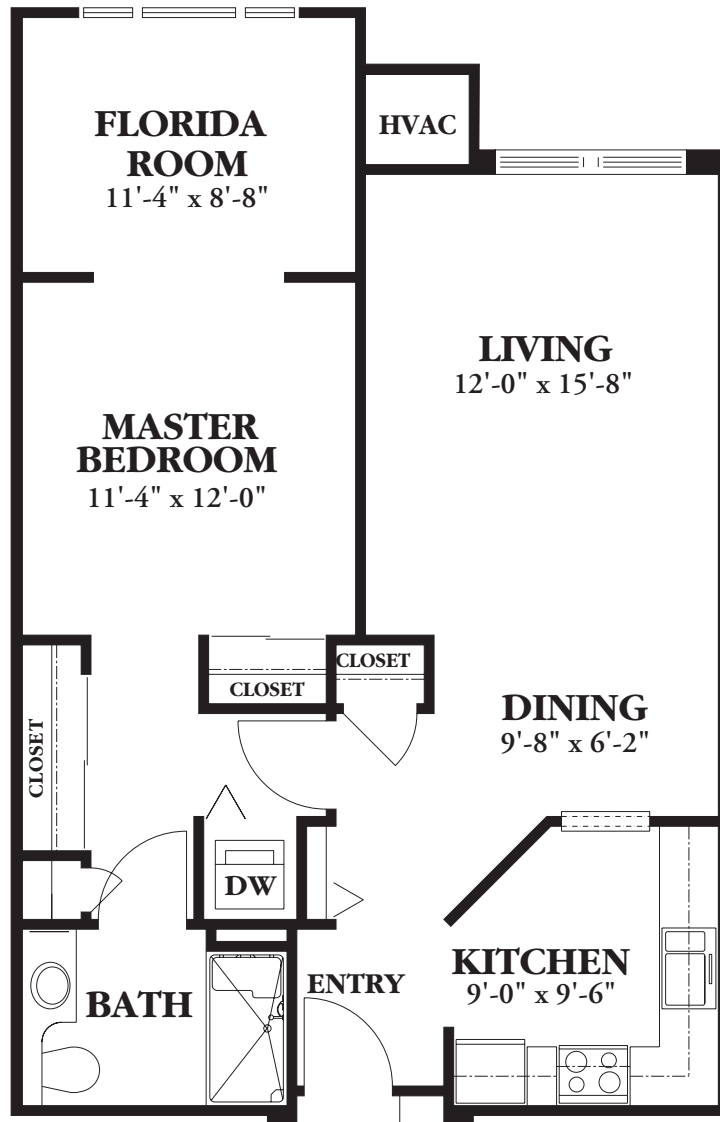 FLORIDA
ROOM
11'-4" x 8'-8"
HVAC
LIVING
12'-0" x 15'-8"
MASTER
BEDROOM
11'-4" x 12'-0"
CLOSET
CLOSET
CLOSET
DINING
9'-8" x 6'-2"
DW
KITCHEN
9'-0" x 9'-6"
ENTRY
BATH